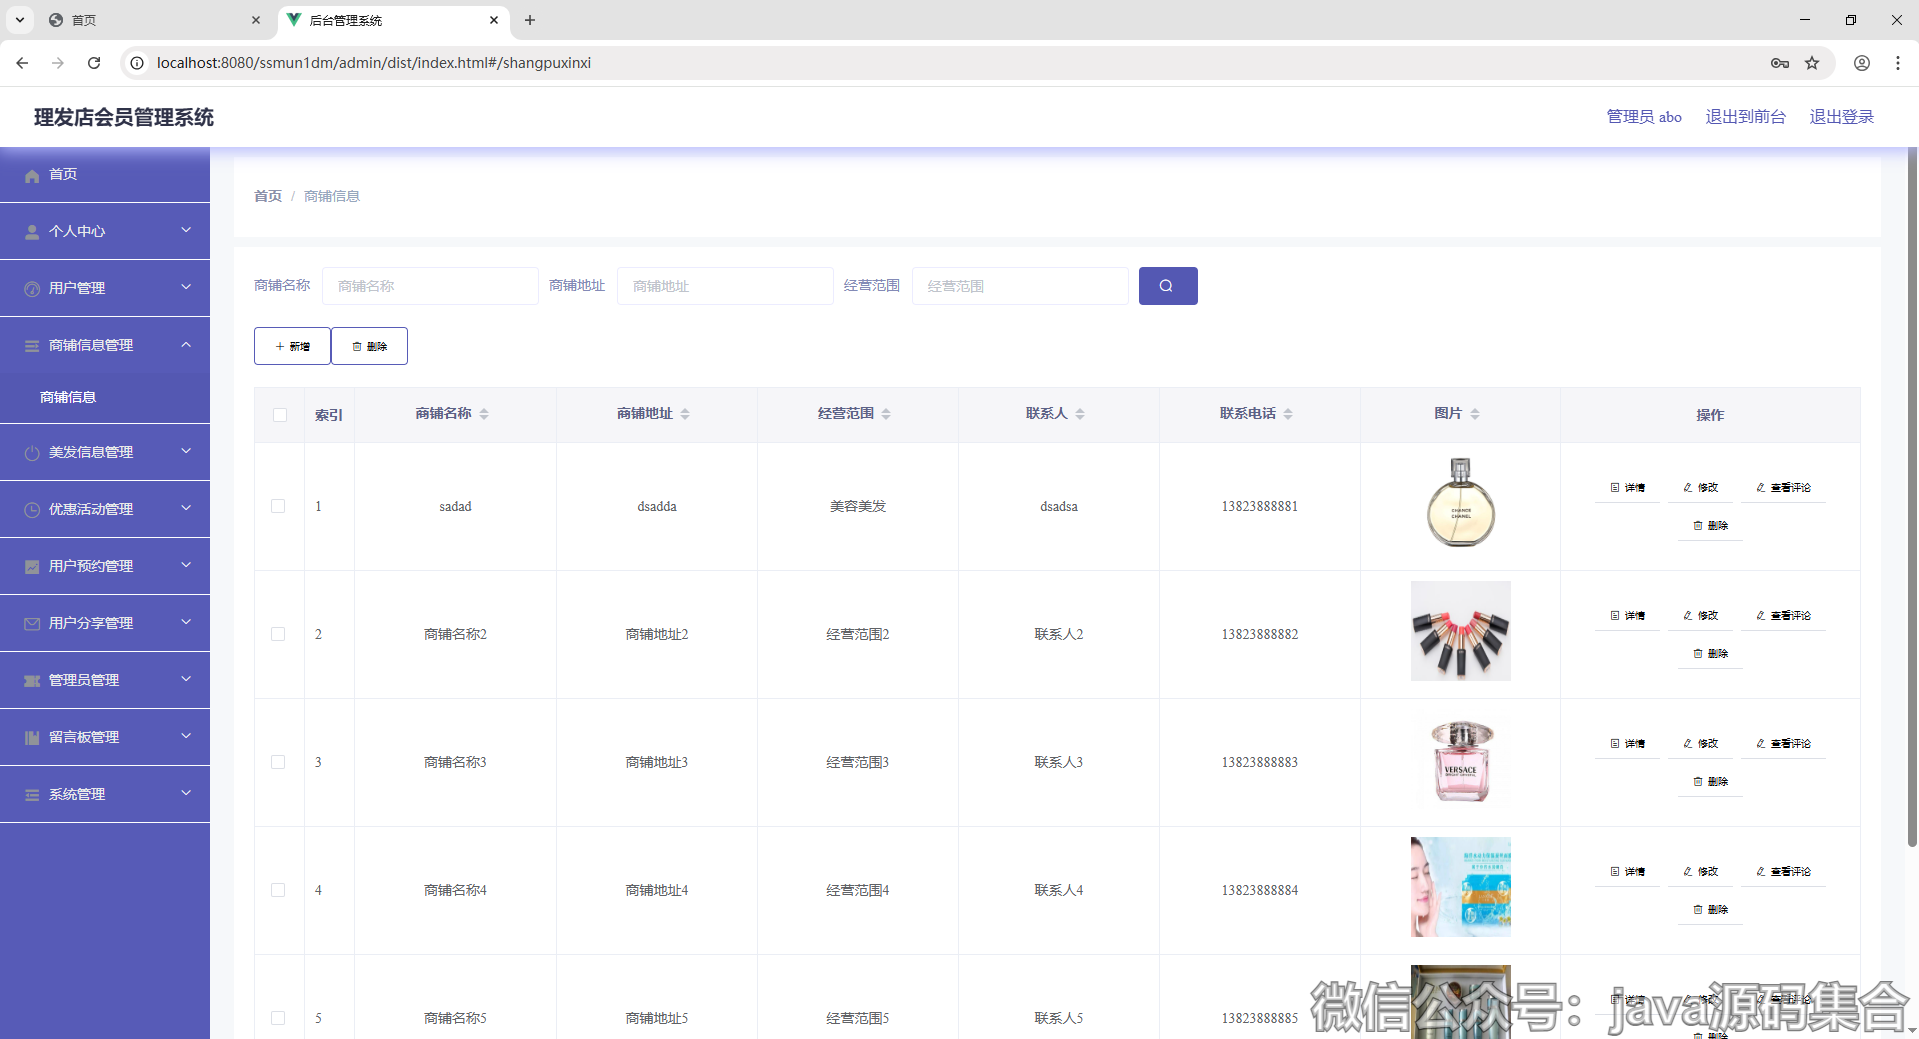 首页
后台管理系统
localhost:8080/ssmun1dm/admin/dist/index.html#/shangpuxinxi
理发店会员管理系统
管理员 abo 退出到前台 退出登录
首页
个人中心
用户管理
商铺信息管理
商铺信息
美发信息管理
优惠活动管理
用户预约管理
用户分享管理
管理员管理
留言板管理
系统管理
首页 / 商铺信息
商铺名称 商铺名称 商铺地址 商铺地址 经营范围 经营范围
新增 删除
索引 商铺名称 商铺地址 经营范围 联系人 联系电话 图片 操作
1 sadad dsadda 美容美发 dsadsa 13823888881 详情 修改 查看评论
删除
CHANCE
CHANEL
2 商铺名称2 商铺地址2 经营范围2 联系人2 13823888882 详情 修改 查看评论
删除
3 商铺名称3 商铺地址3 经营范围3 联系人3 13823888883 详情 修改 查看评论
删除
VERSACE
4 商铺名称4 商铺地址4 经营范围4 联系人4 13823888884 详情 修改 查看评论
删除
5 商铺名称5 商铺地址5 经营范围5 联系人5 13823888885 详情 修改 查看评论
删除
微信公众号：java源码集合